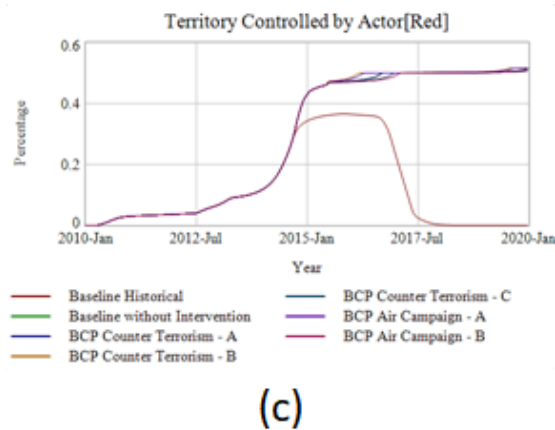 Territory Controlled by Actor[Red]
0.6
0.4
0.2
0
Percentage
2010-Jan 2012-Jul 2015-Jan 2017-Jul 2020-Jan
Year
Baseline Historical
Baseline without Intervention
BCP Counter Terrorism - A
BCP Counter Terrorism - B
BCP Counter Terrorism - C
BCP Air Campaign - A
BCP Air Campaign - B
(c)